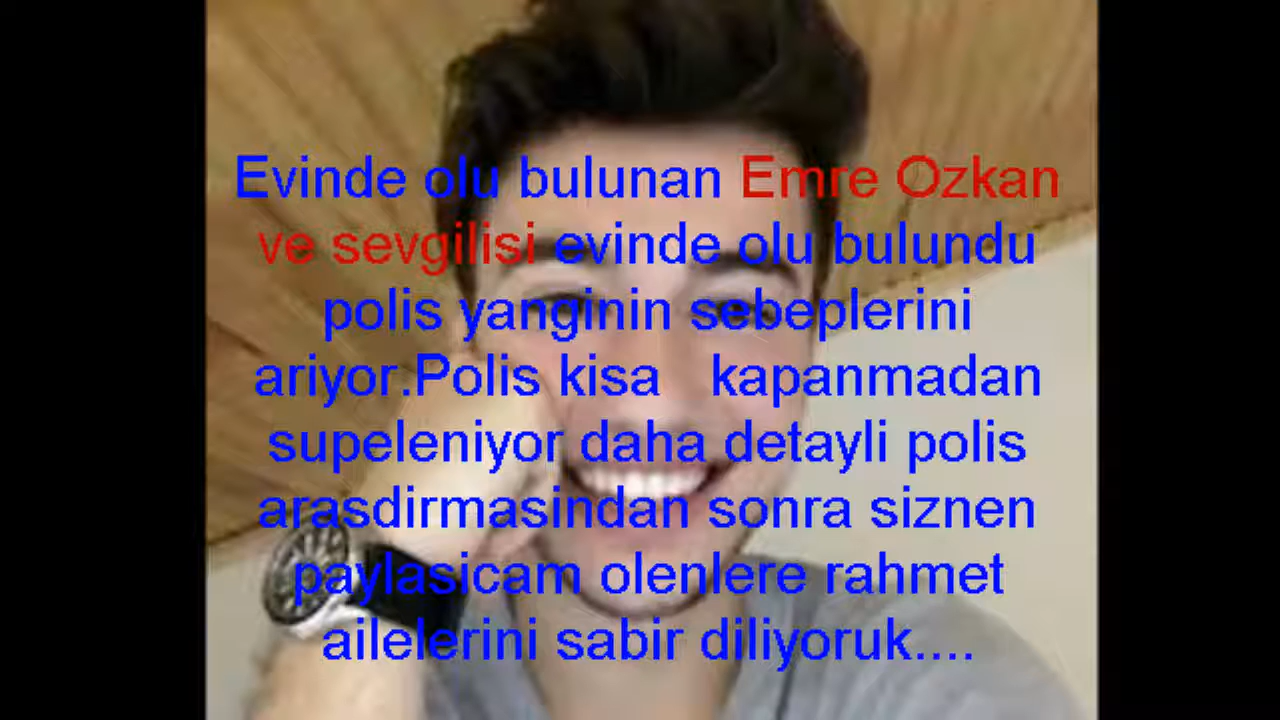 Evinde olu bulunan Emre Ozkan
ve sevgilisi evinde olu bulundu
polis yanginin sebeplerini
ariyor.Polis kisa kapanmadan
supeleniyor daha detayli polis
arasdirmasindan sonra siznen
paylasicam olenlere rahmet
ailelerini sabir diliyoruk....